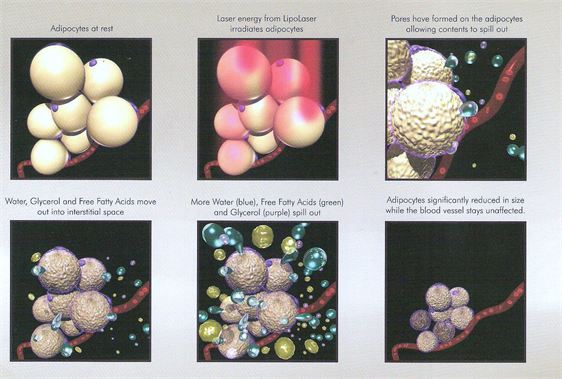 Adipocytes at rest
Laser energy from LipoLaser
irradiates adipocytes
Pores have formed on the adipocytes
allowing contents to spill out
Water, Glycerol and Free Fatty Acids move
out into interstitial space
More Water (blue), Free Fatty Acids (green)
and Glycerol (purple) spill out
Adipocytes significantly reduced in size
while the blood vessel stays unaffected.